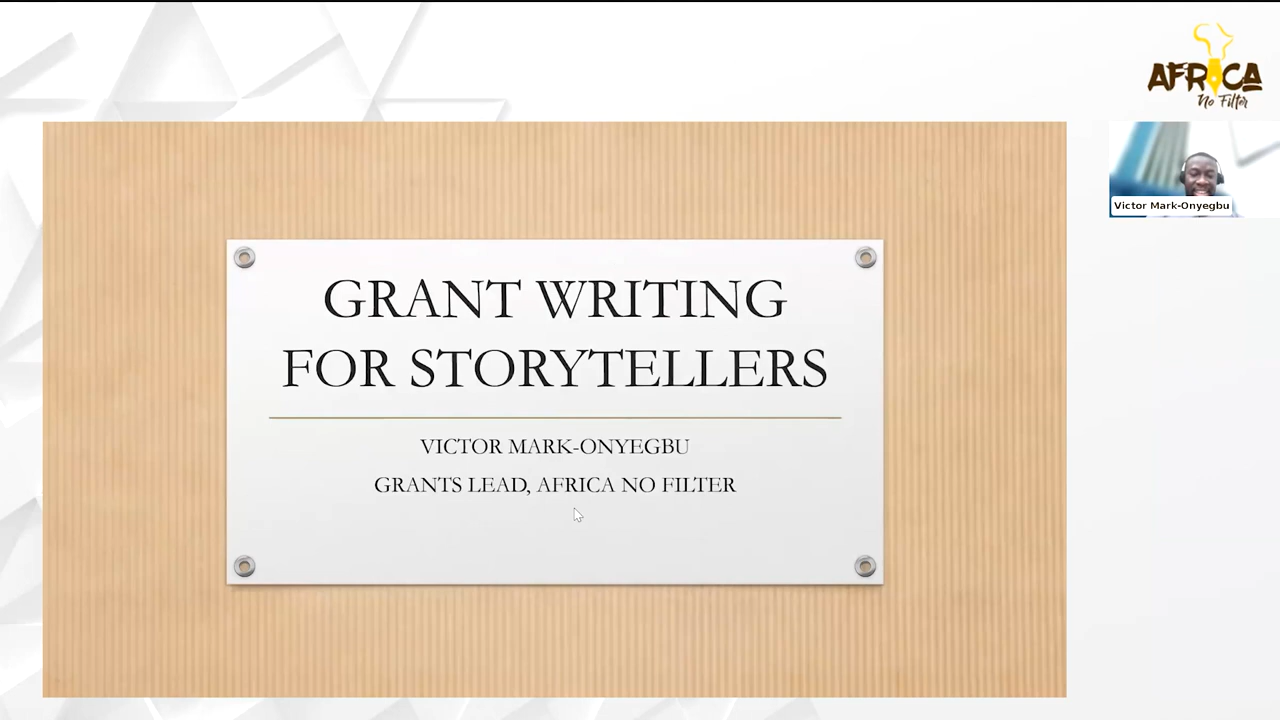 AFRICA
No Filter
Victor Mark-Onyegbu
GRANT WRITING
FOR STORYTELLERS
VICTOR MARK-ONYEGBU
GRANTS LEAD, AFRICA NO FILTER